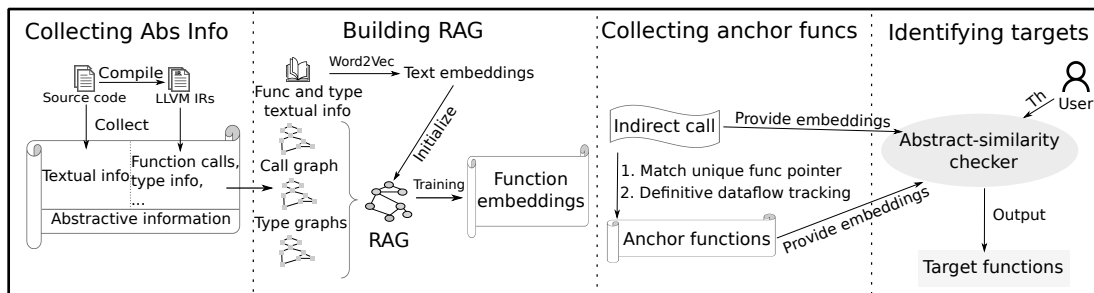 Collecting Abs Info
Compile
IR
Source code
LLVM IRs
Collect
Textual info
Function calls,
type info,
...
Abstractive information
Building RAG
Word2Vec
Text embeddings
Func and type
textual info
Initialize
Call graph
Type graphs
RAG
Training
Function
embeddings
Collecting anchor funcs
Indirect call
Provide embeddings
1. Match unique func pointer
2. Definitive dataflow tracking
Anchor functions
Provide embeddings
Identifying targets
Th
User
Abstract-similarity
checker
Output
Target functions